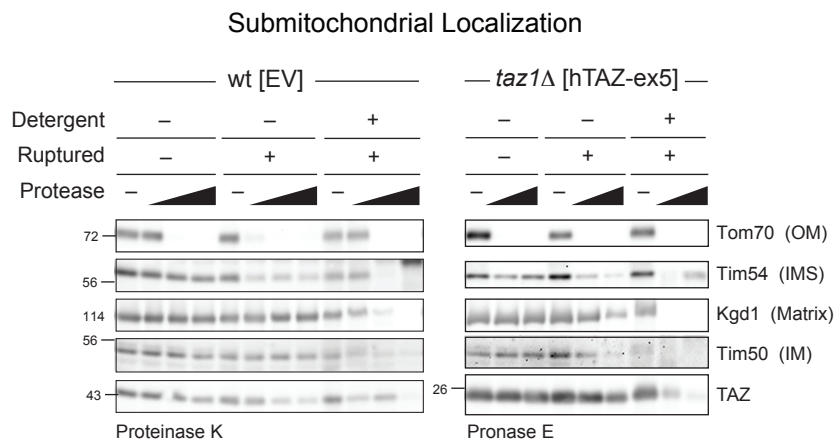 Submitochondrial Localization
wt [EV]
taz1Δ [hTAZ-ex5]
Detergent – – + – – +
Ruptured – + + – + +
Protease – – – – – –
72 Tom70 (OM)
56 Tim54 (IMS)
114 Kgd1 (Matrix)
56 Tim50 (IM)
43 26 TAZ
Proteinase K Pronase E